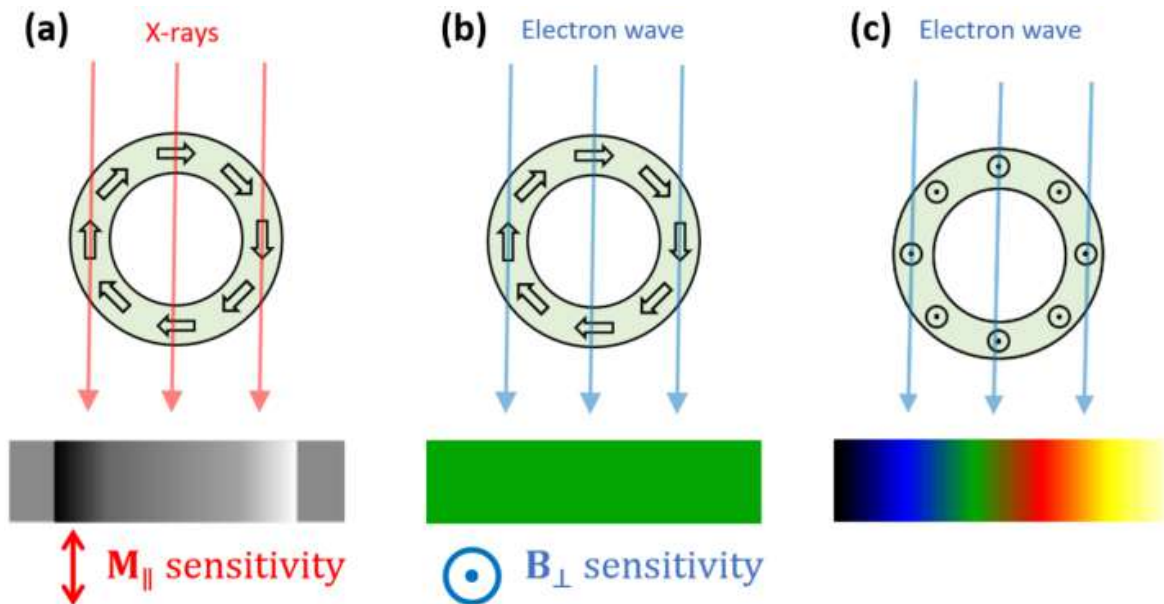 (a) X-rays
(b) Electron wave
(c) Electron wave
M∥ sensitivity
B⊥ sensitivity